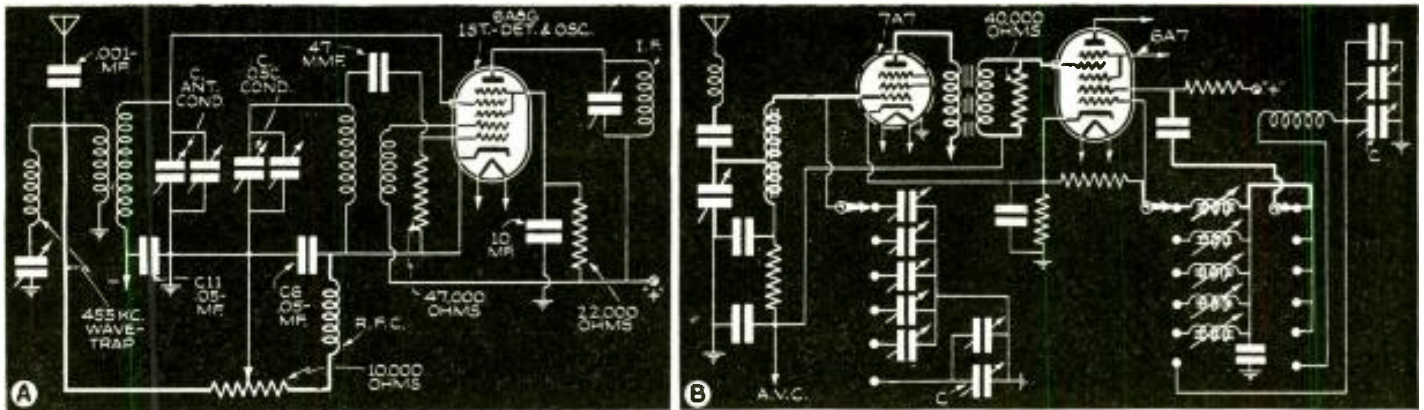 .001-
MF.
C
ANT.
COND.
C
OSC.
COND.
47.
MMF.
6A8G
1ST.-DET. & OSC.
I.F.
455 KC.
WAVE-
TRAP
C11
.05-
MF.
C6
.05-
MF.
R.F.C.
10,000
OHMS
47,000
OHMS
10.
MF.
22,000
OHMS
A
7A7
40,000
OHMS
6A7
C
A.V.C.
C
B